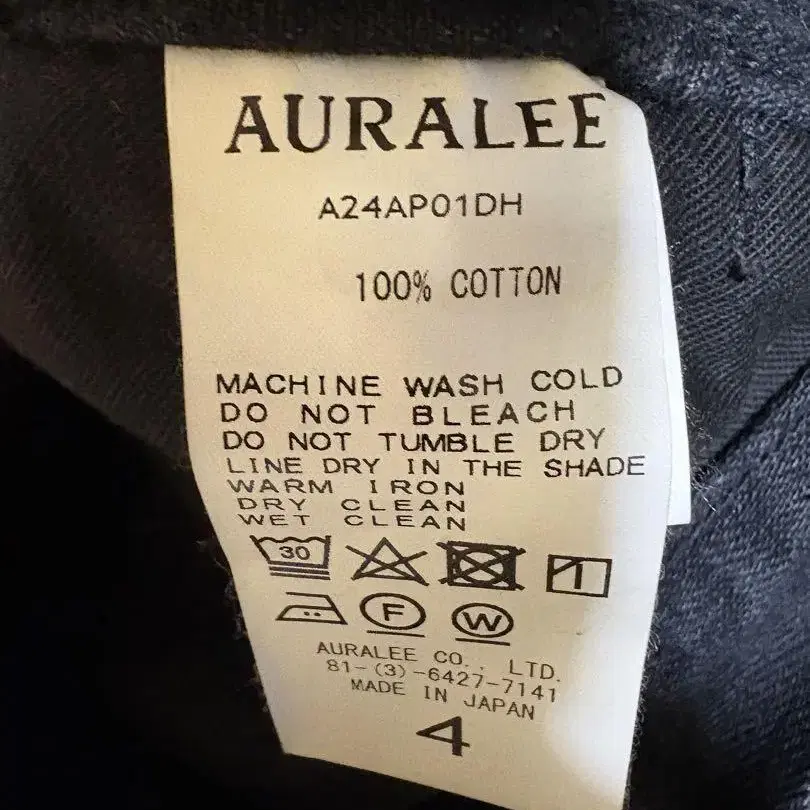 AURALEE
A24AP01DH
100% COTTON
MACHINE WASH COLD
DO NOT BLEACH
DO NOT TUMBLE DRY
LINE DRY IN THE SHADE
WARM IRON
DRY CLEAN
WET CLEAN
30
F W
AURALEE CO., LTD.
81-(3)-6427-7141
MADE IN JAPAN
4